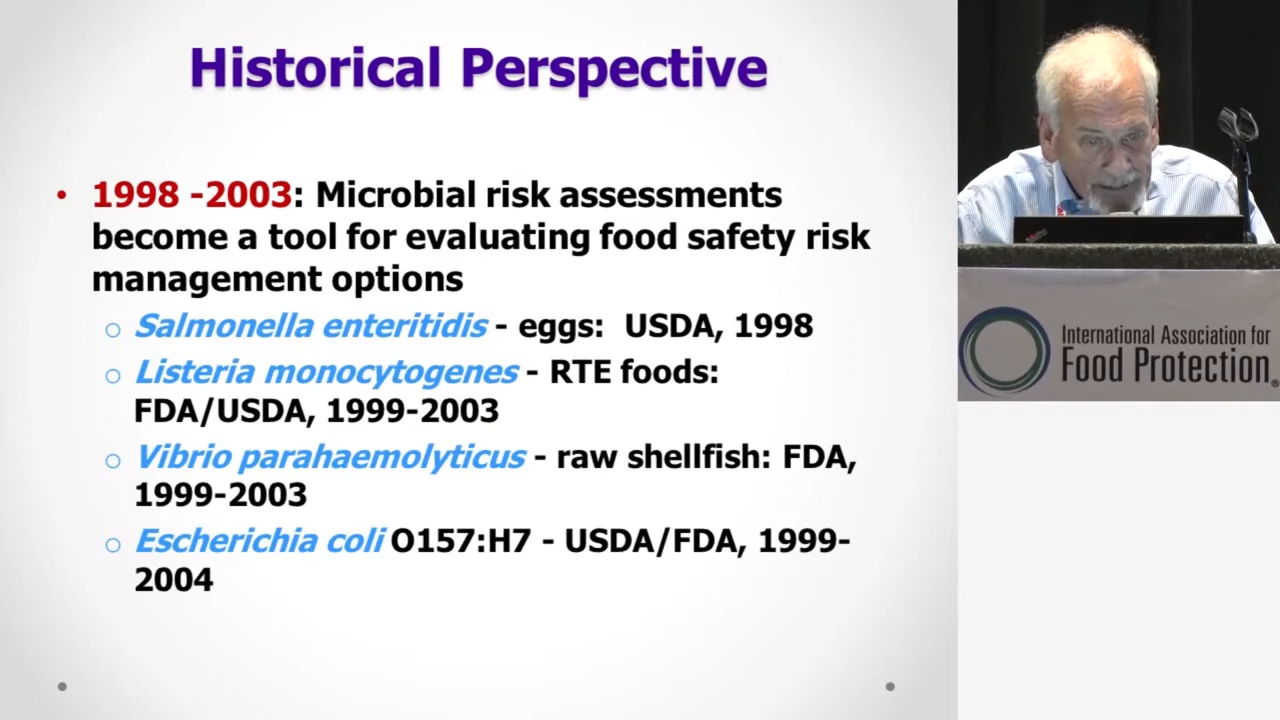 Historical Perspective
• 1998 -2003: Microbial risk assessments
become a tool for evaluating food safety risk
management options
o Salmonella enteritidis - eggs: USDA, 1998
o Listeria monocytogenes - RTE foods:
FDA/USDA, 1999-2003
o Vibrio parahaemolyticus - raw shellfish: FDA,
1999-2003
o Escherichia coli O157:H7 - USDA/FDA, 1999-
2004
International Association for
Food Protection®